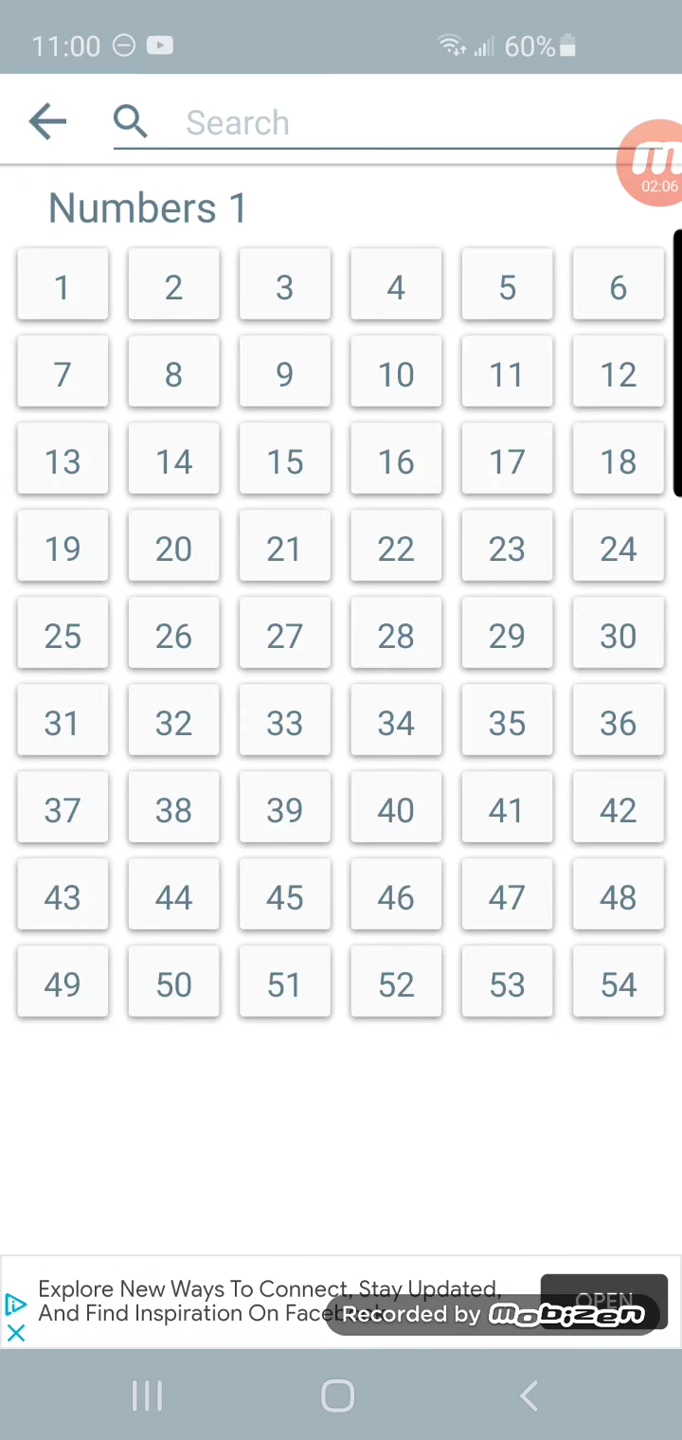 11:00 60%
Search
m
02:06
Numbers 1
1 2 3 4 5 6
7 8 9 10 11 12
13 14 15 16 17 18
19 20 21 22 23 24
25 26 27 28 29 30
31 32 33 34 35 36
37 38 39 40 41 42
43 44 45 46 47 48
49 50 51 52 53 54
Explore New Ways To Connect, Stay Updated,
And Find Inspiration On
OPEN
Recorded by mobizen